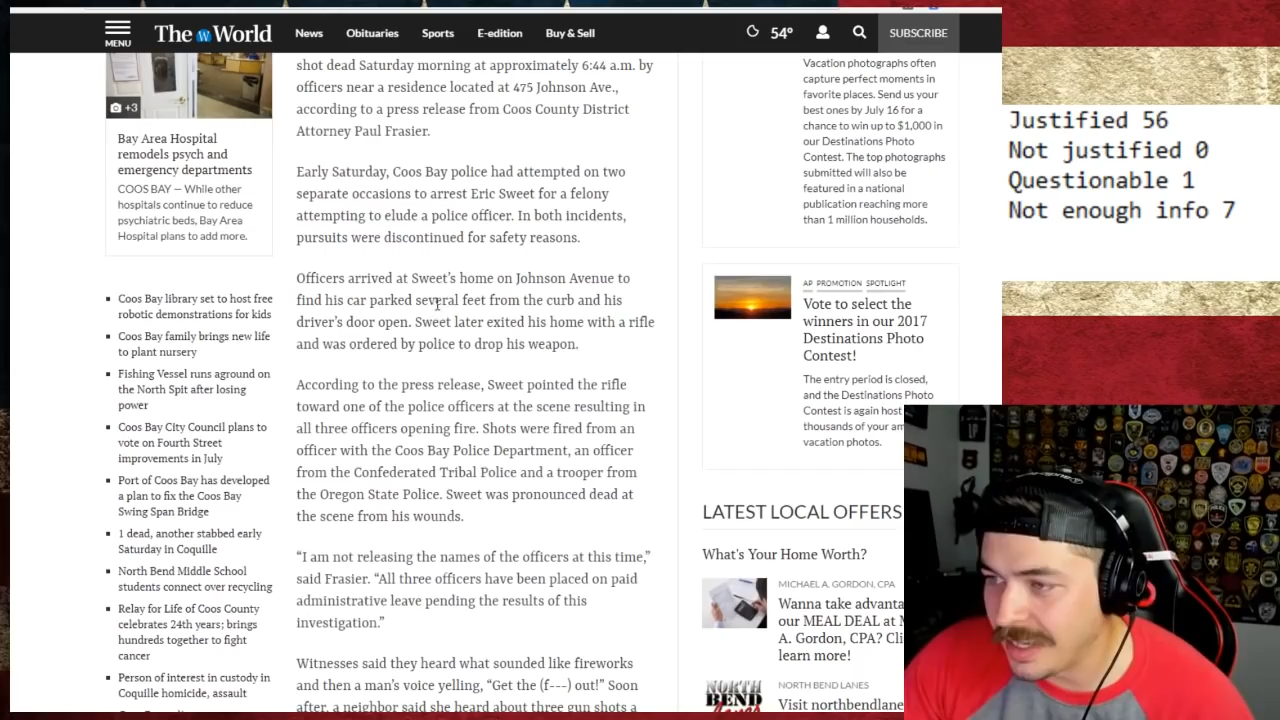 MENU
The World
News
Obituaries
Sports
E-edition
Buy & Sell
54°
SUBSCRIBE
+3
Bay Area Hospital
remodels psych and
emergency departments
COOS BAY — While other
hospitals continue to reduce
psychiatric beds, Bay Area
Hospital plans to add more.
Coos Bay library set to host free
robotic demonstrations for kids
Coos Bay family brings new life
to plant nursery
Fishing Vessel runs aground on
the North Spit after losing
power
Coos Bay City Council plans to
vote on Fourth Street
improvements in July
Port of Coos Bay has developed
a plan to fix the Coos Bay
Swing Span Bridge
1 dead, another stabbed early
Saturday in Coquille
North Bend Middle School
students connect over recycling
Relay for Life of Coos County
celebrates 24th years; brings
hundreds together to fight
cancer
Person of interest in custody in
Coquille homicide, assault
shot dead Saturday morning at approximately 6:44 a.m. by
officers near a residence located at 475 Johnson Ave.,
according to a press release from Coos County District
Attorney Paul Frasier.
Early Saturday, Coos Bay police had attempted on two
separate occasions to arrest Eric Sweet for a felony
attempting to elude a police officer. In both incidents,
pursuits were discontinued for safety reasons.
Officers arrived at Sweet's home on Johnson Avenue to
find his car parked several feet from the curb and his
driver's door open. Sweet later exited his home with a rifle
and was ordered by police to drop his weapon.
According to the press release, Sweet pointed the rifle
toward one of the police officers at the scene resulting in
all three officers opening fire. Shots were fired from an
officer with the Coos Bay Police Department, an officer
from the Confederated Tribal Police and a trooper from
the Oregon State Police. Sweet was pronounced dead at
the scene from his wounds.
“I am not releasing the names of the officers at this time,”
said Frasier. “All three officers have been placed on paid
administrative leave pending the results of this
investigation.”
Witnesses said they heard what sounded like fireworks
and then a man's voice yelling, “Get the (f---) out!” Soon
after, a neighbor said she heard about three gun shots a
Vacation photographs often
capture perfect moments in
favorite places. Send us your
best ones by July 16 for a
chance to win up to $1,000 in
our Destinations Photo
Contest. The top photographs
submitted will also be
featured in a national
publication reaching more
than 1 million households.
AP PROMOTION SPOTLIGHT
Vote to select the
winners in our 2017
Destinations Photo
Contest!
The entry period is closed,
and the Destinations Photo
Contest is again host
thousands of your am
vacation photos.
LATEST LOCAL OFFERS
What's Your Home Worth?
MICHAEL A. GORDON, CPA
Wanna take advanta
our MEAL DEAL at M
A. Gordon, CPA? Cli
learn more!
NORTH BEND LANES
NORTH
BEND
Visit northbendlane
Justified 56
Not justified 0
Questionable 1
Not enough info 7